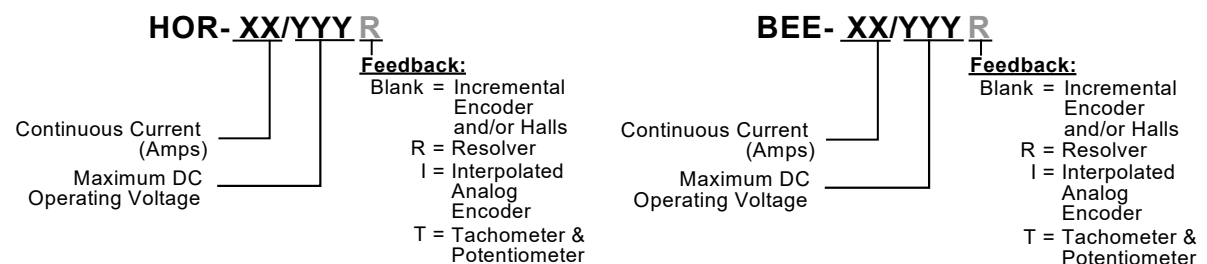 HOR- XX/YYY R
Feedback:
Blank = Incremental
Encoder
and/or Halls
R = Resolver
I = Interpolated
Analog
Encoder
T = Tachometer &
Potentiometer
Continuous Current
(Amps)
Maximum DC
Operating Voltage
BEE- XX/YYY R
Feedback:
Blank = Incremental
Encoder
and/or Halls
R = Resolver
I = Interpolated
Analog
Encoder
T = Tachometer &
Potentiometer
Continuous Current
(Amps)
Maximum DC
Operating Voltage